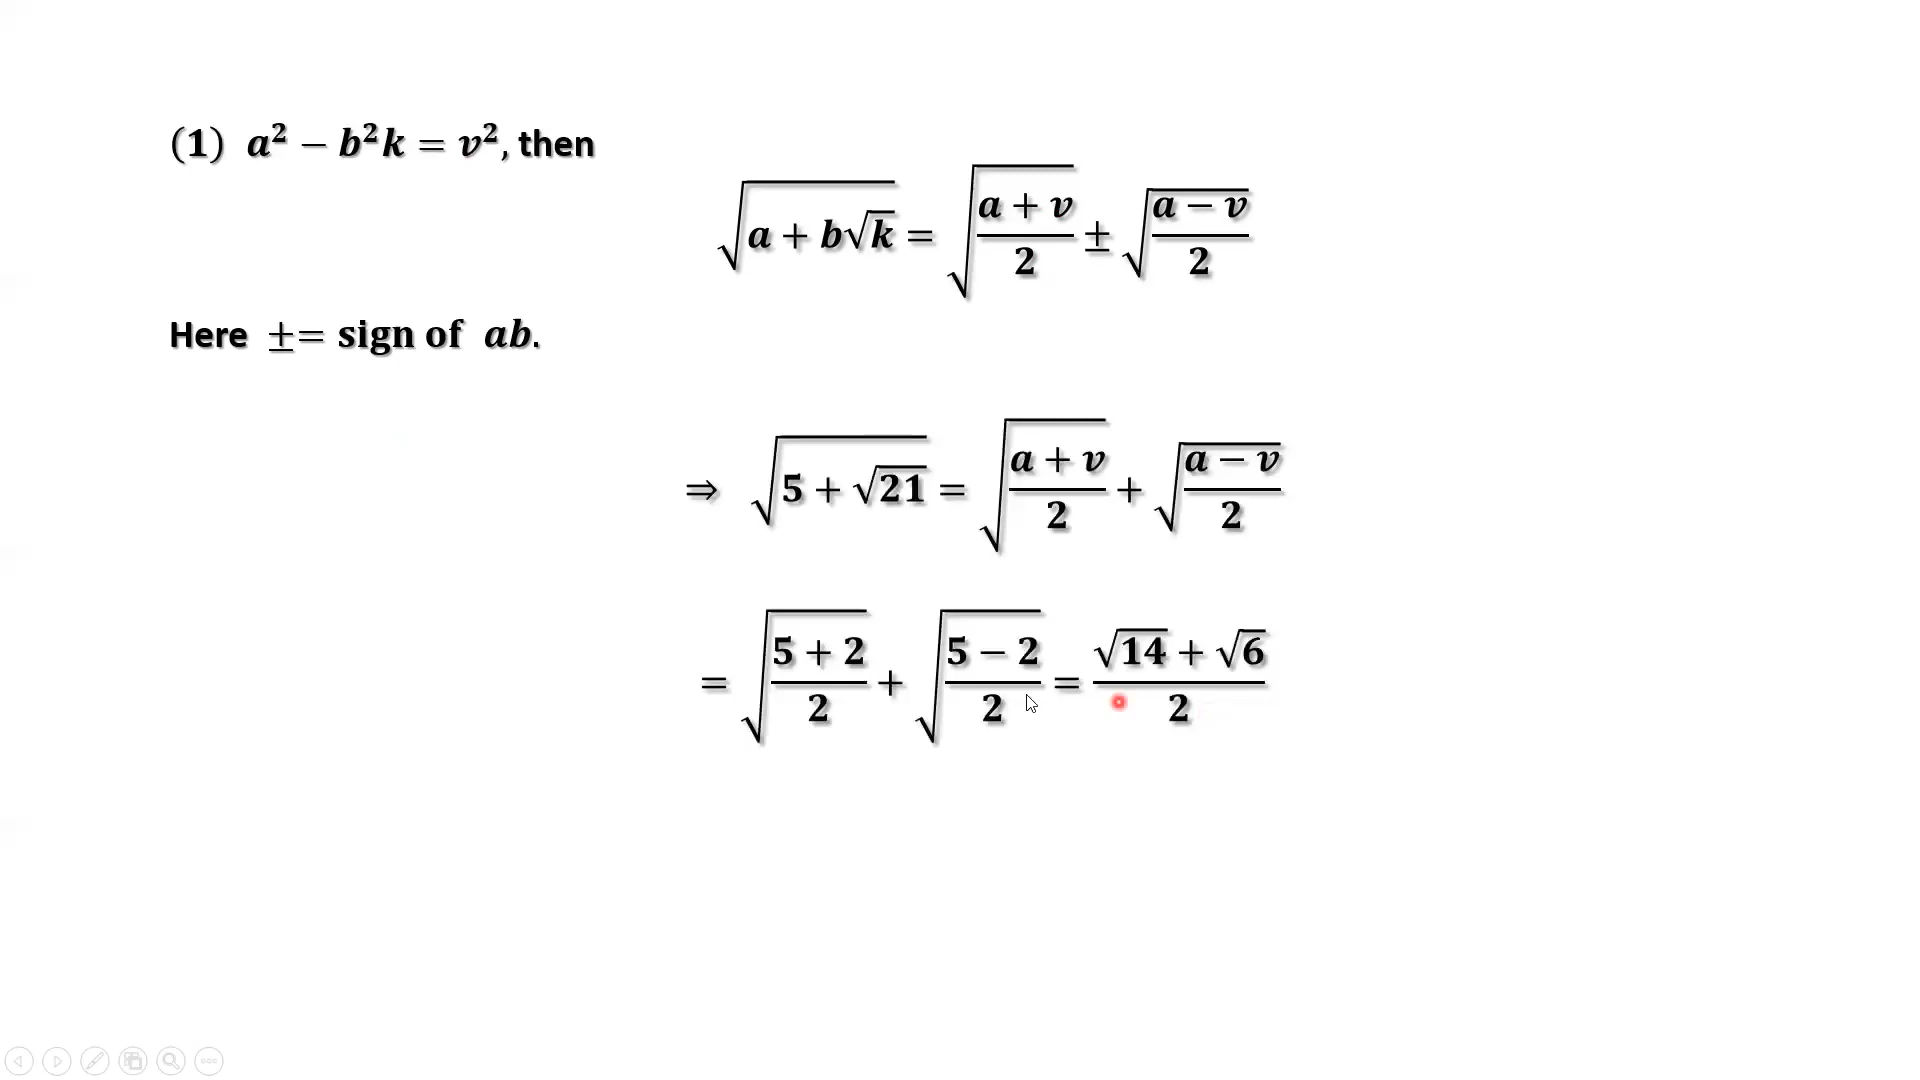 (1) a² − b²k = v², then
√(a + b√k) = √((a + v)/2) ± √((a − v)/2)
Here ±= sign of ab.
⇒ √(5 + √21) = √((a + v)/2) + √((a − v)/2)
= √((5 + 2)/2) + √((5 − 2)/2) = (√14 + √6)/2